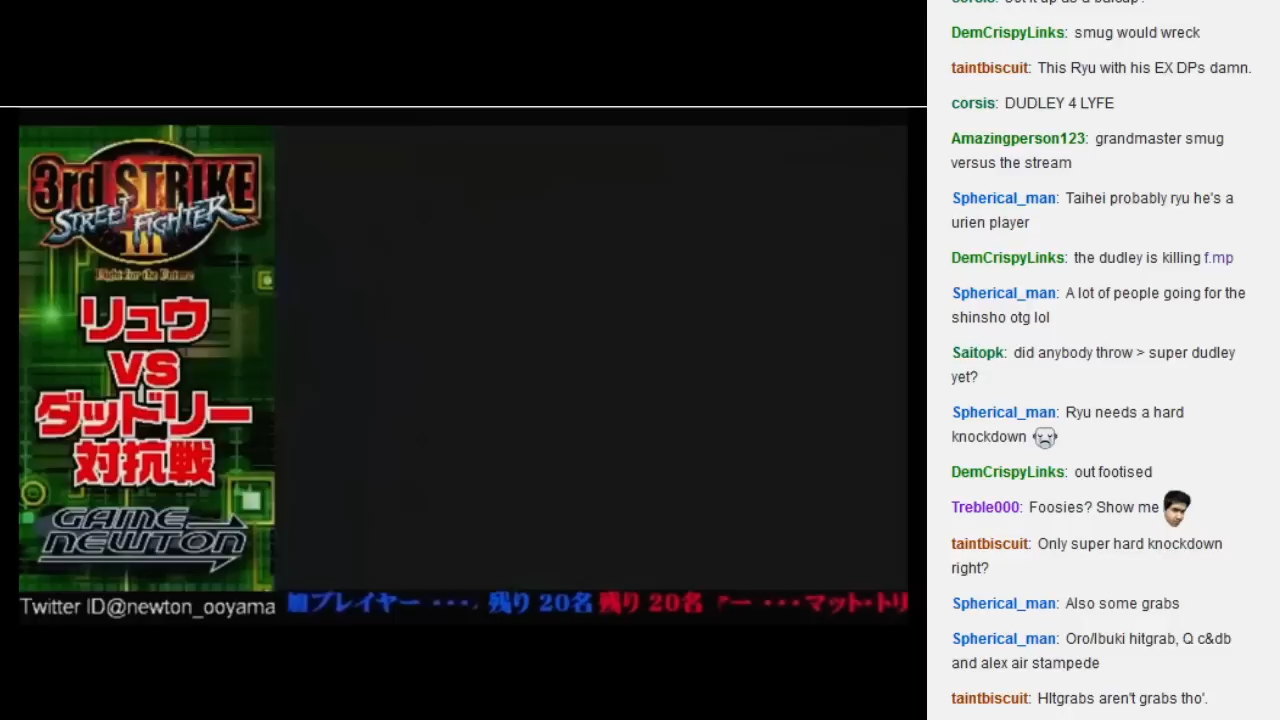 3rd STRIKE
STREET FIGHTER
III
Fight for the Future
リュウ
VS
ダッドリー
対抗戦
GAME
NEWTON
Twitter ID@newton_ooyama
プレイヤー ・・・ 残り 20名 残り 20名 ー ・・・マット・トリ
DemCrispyLinks: smug would wreck
taintbiscuit: This Ryu with his EX DPs damn.
corsis: DUDLEY 4 LYFE
Amazingperson123: grandmaster smug
versus the stream
Spherical_man: Taihei probably ryu he's a
urien player
DemCrispyLinks: the dudley is killing f.mp
Spherical_man: A lot of people going for the
shinsho otg lol
Saitopk: did anybody throw > super dudley
yet?
Spherical_man: Ryu needs a hard
knockdown
DemCrispyLinks: out footised
Treble000: Foosies? Show me
taintbiscuit: Only super hard knockdown
right?
Spherical_man: Also some grabs
Spherical_man: Oro/Ibuki hitgrab, Q c&db
and alex air stampede
taintbiscuit: HItgrabs aren't grabs tho'.